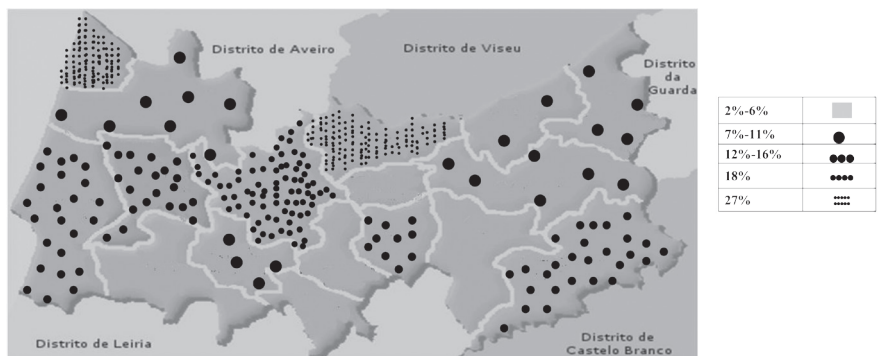 Distrito de Aveiro
Distrito de Viseu
Distrito
da
Guarda
Distrito de Leiria
Distrito de
Castelo Branco
2%-6%
7%-11%
12%-16%
18%
27%